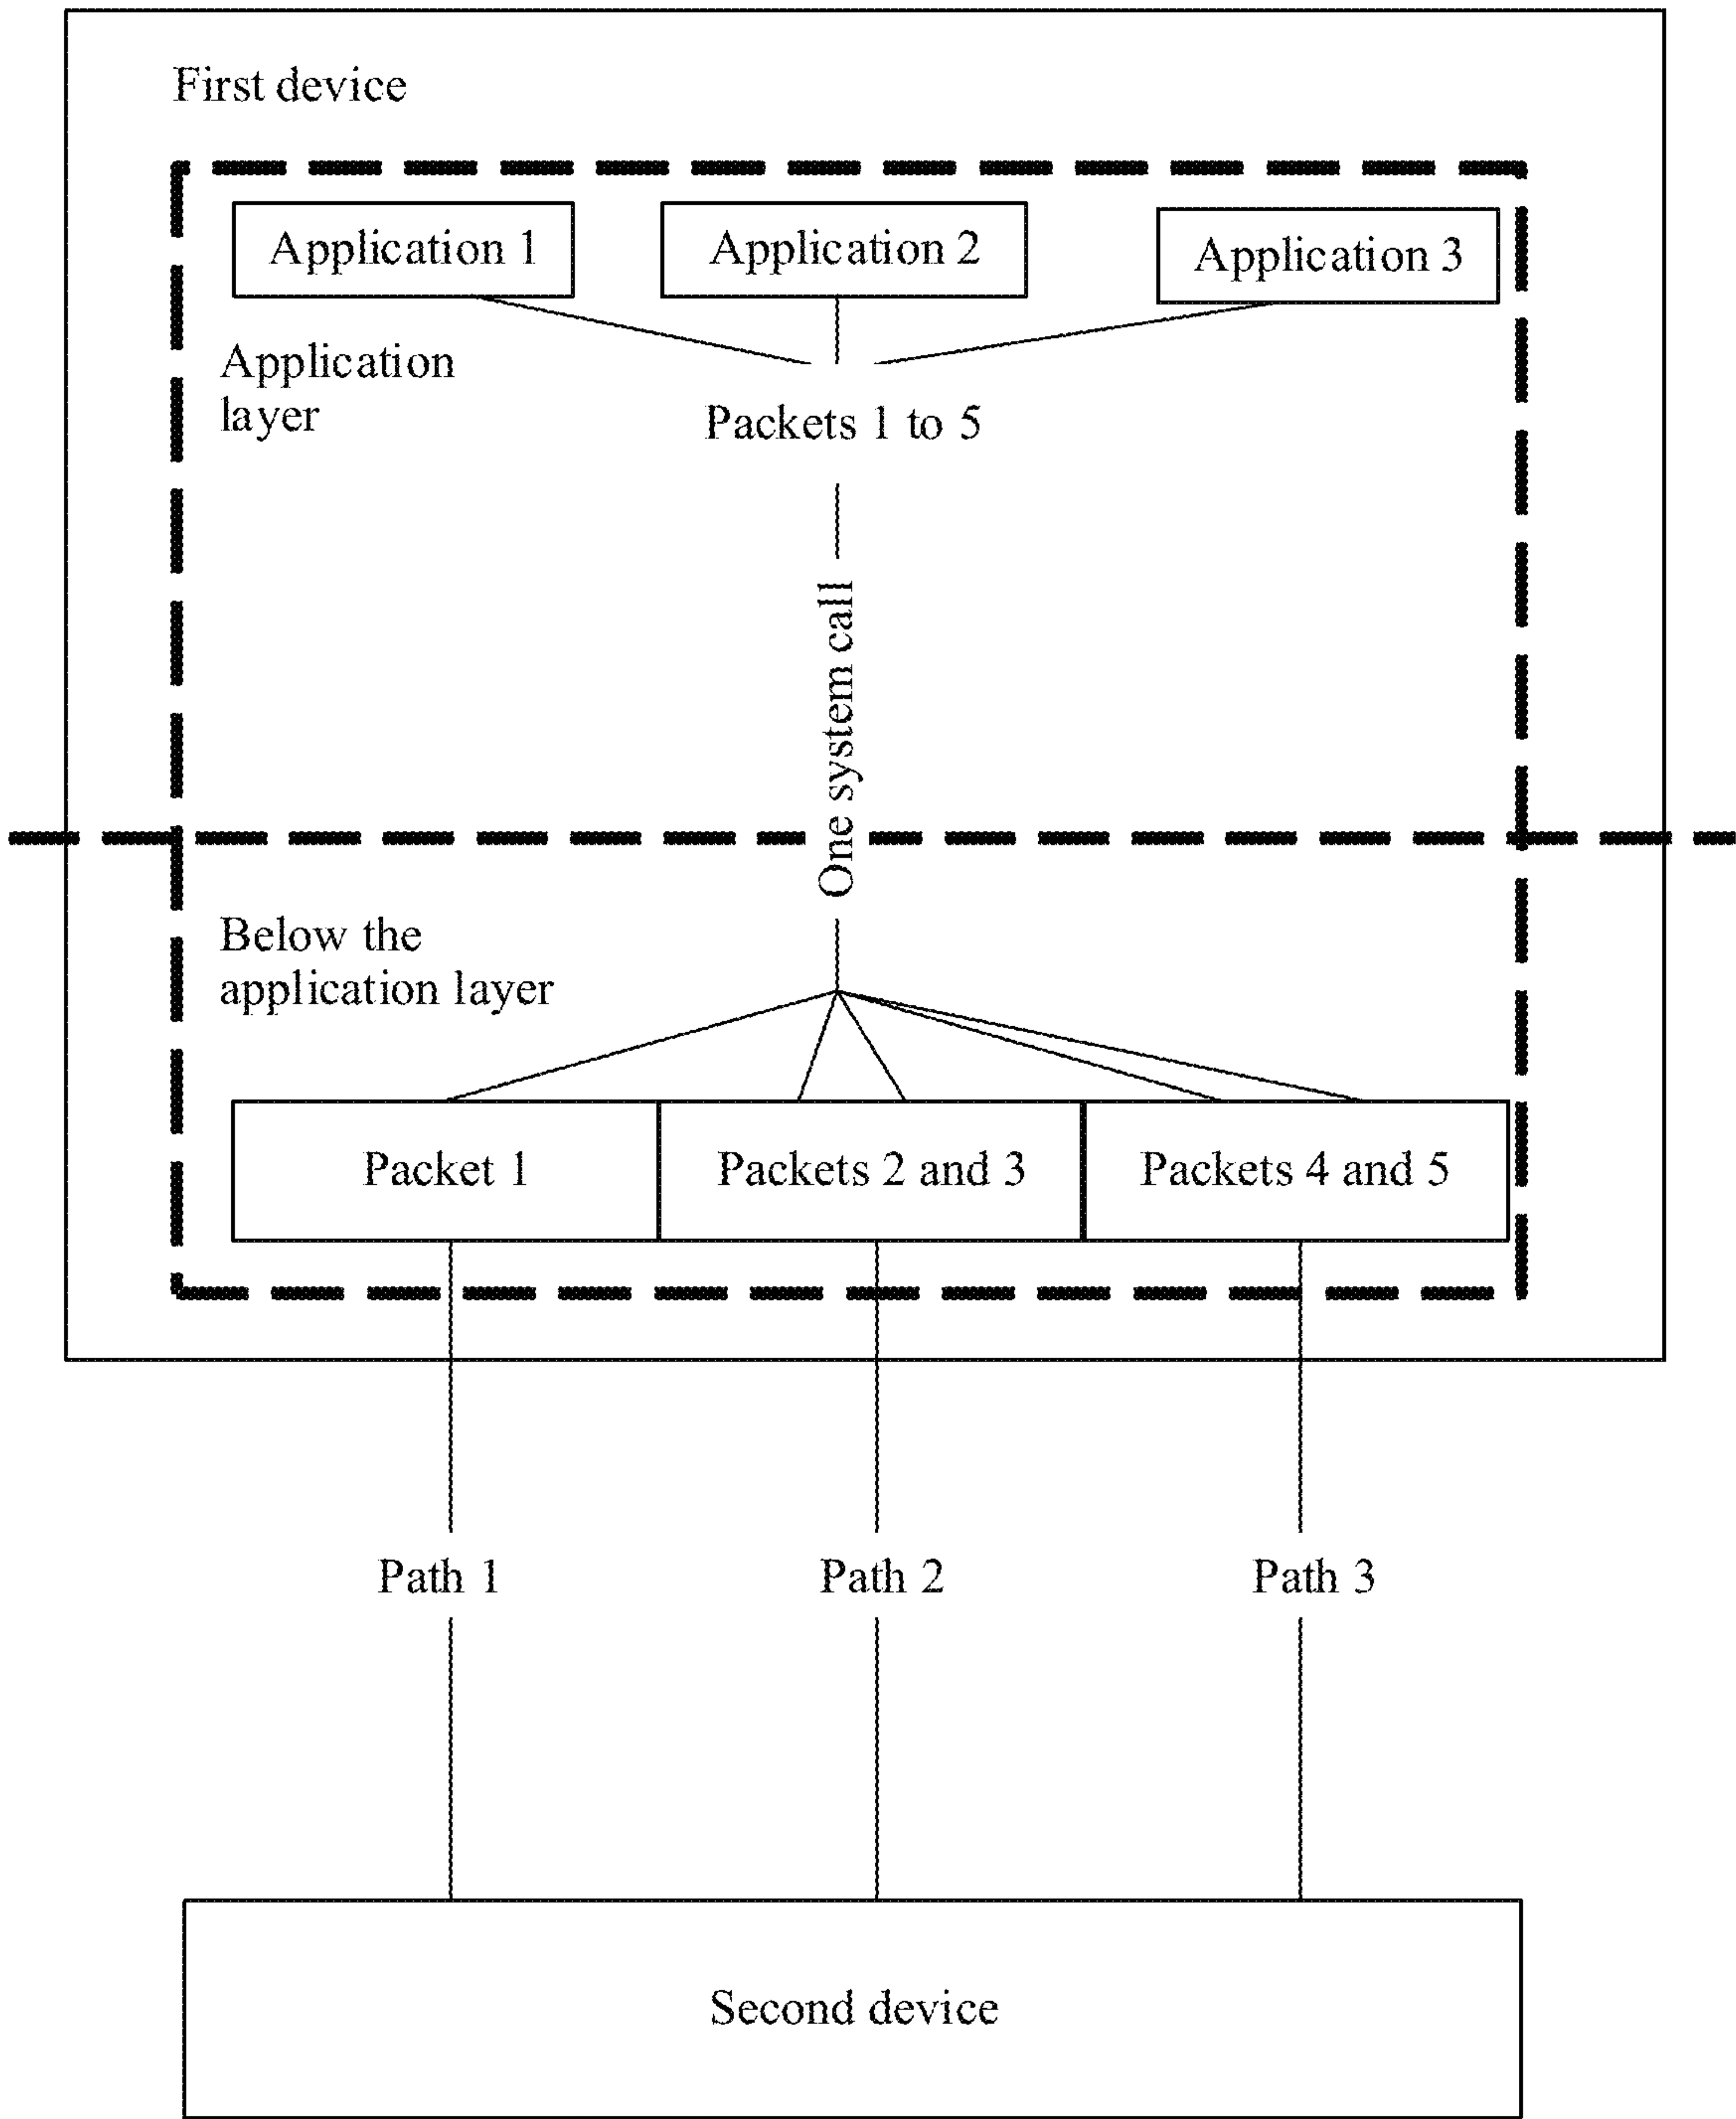 First device
Application 1
Application 2
Application 3
Application
layer
Packets 1 to 5
One system call
Below the
application layer
Packet 1
Packets 2 and 3
Packets 4 and 5
Path 1
Path 2
Path 3
Second device